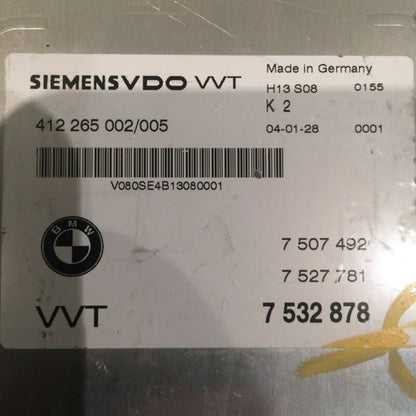 SIEMENSVDO VVT
Made in Germany
H13 S08 0155
K 2
412 265 002/005
04-01-28 0001
V080SE4B13080001
BMW
7 507 492
7 527 781
VVT
7 532 878